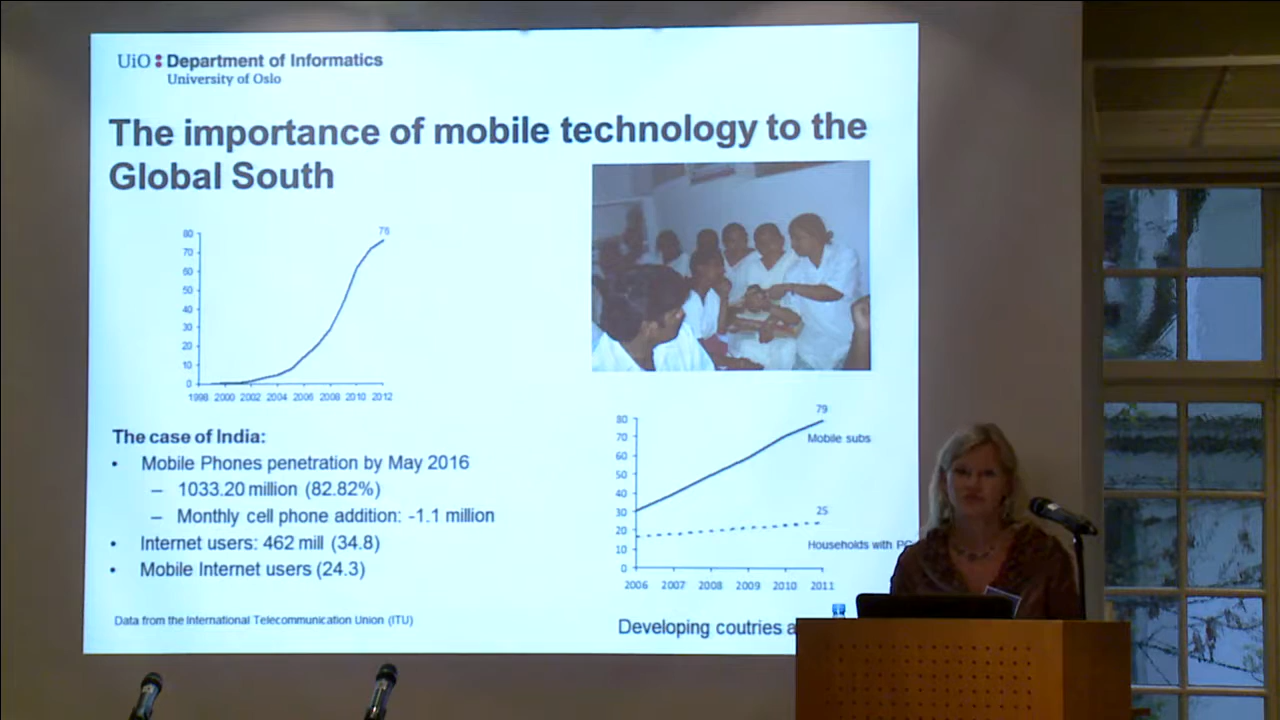 UiO : Department of Informatics
University of Oslo
The importance of mobile technology to the
Global South
76
80
70
60
50
40
30
20
10
0
1998 2000 2002 2004 2006 2008 2010 2012
The case of India:
• Mobile Phones penetration by May 2016
– 1033.20 million (82.82%)
– Monthly cell phone addition: -1.1 million
• Internet users: 462 mill (34.8)
• Mobile Internet users (24.3)
Data from the International Telecommunication Union (ITU)
79
80
70
60
50
40
30
20
10
0
Mobile subs
25
Households with PC
2006 2007 2008 2009 2010 2011
Developing coutries a